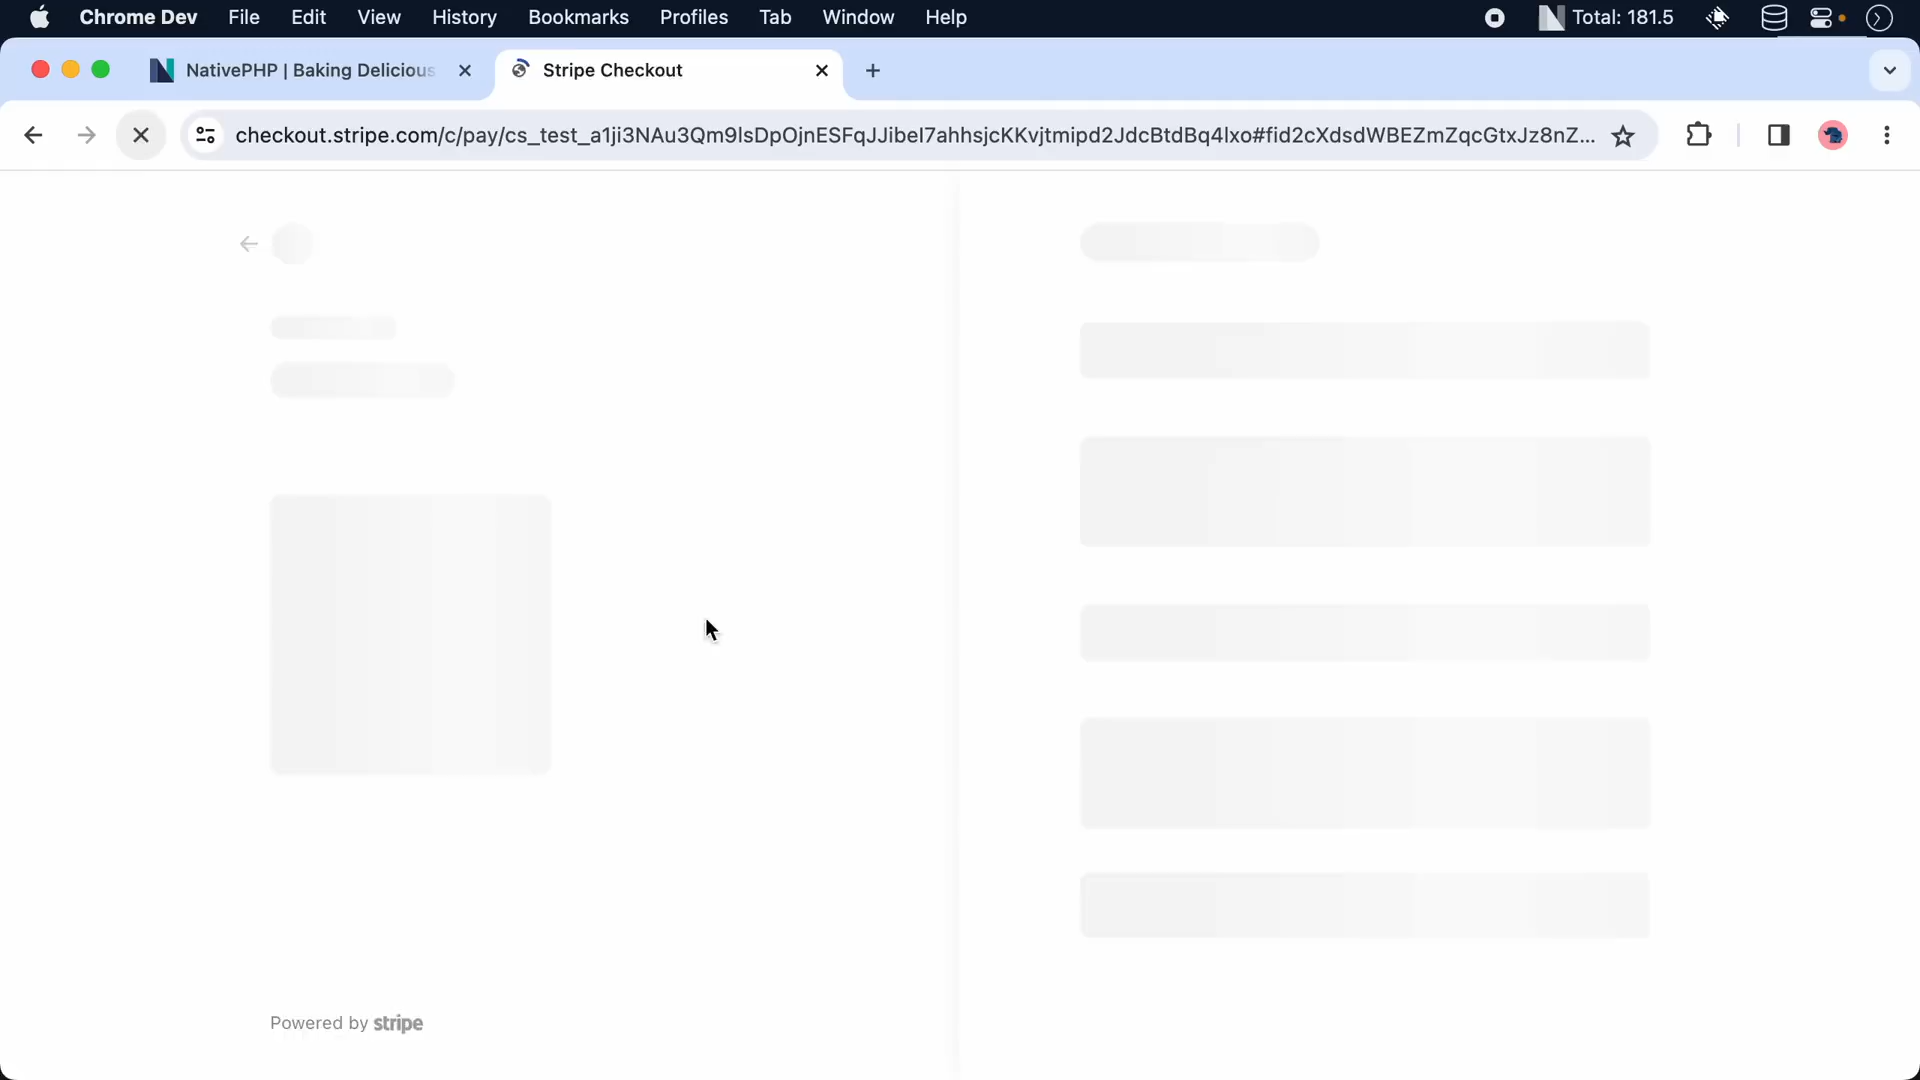 Chrome Dev File Edit View History Bookmarks Profiles Tab Window Help Total: 181.5
NativePHP | Baking Delicious Stripe Checkout
checkout.stripe.com/c/pay/cs_test_a1ji3NAu3Qm9lsDpOjnESFqJJibel7ahhsjcKKvjtmipd2JdcBtdBq4lxo#fid2cXdsdWBEZmZqcGtxJz8nZ...
Powered by stripe